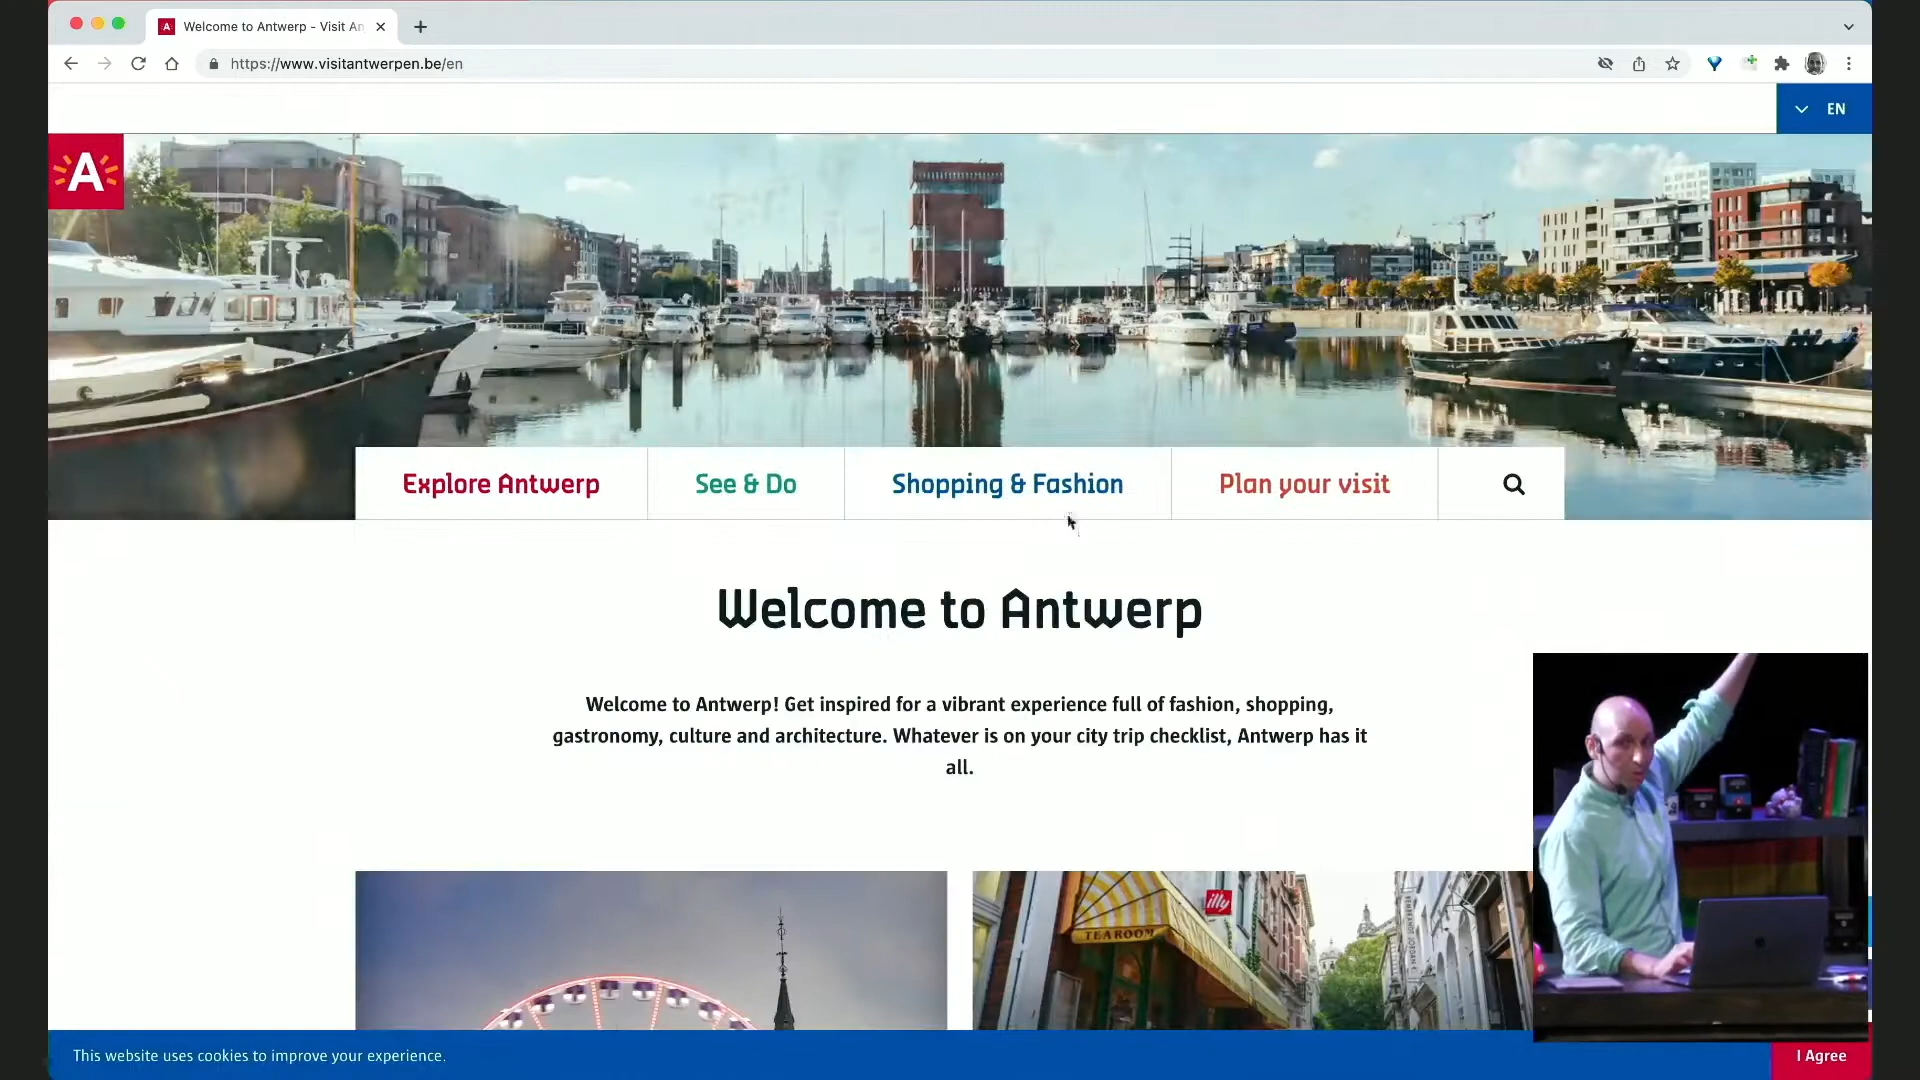 Welcome to Antwerp - Visit An
https://www.visitantwerpen.be/en
EN
A
Explore Antwerp
See & Do
Shopping & Fashion
Plan your visit
Welcome to Antwerp
Welcome to Antwerp! Get inspired for a vibrant experience full of fashion, shopping,
gastronomy, culture and architecture. Whatever is on your city trip checklist, Antwerp has it
all.
illy
TEAROOM
This website uses cookies to improve your experience.
I Agree